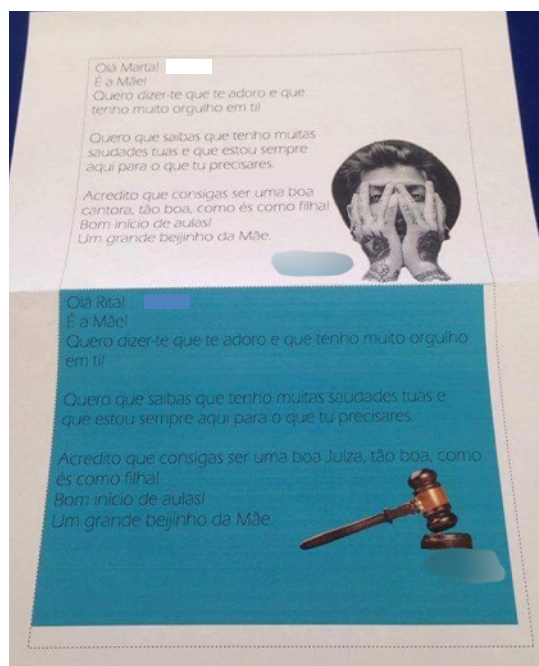 Olá Marta!
É a Mãe!
Quero dizer-te que te adoro e que
tenho muito orgulho em ti!
Quero que saibas que tenho muitas
saudades tuas e que estou sempre
aqui para o que tu precisares.
Acredito que consigas ser uma boa
cantora, tão boa, como és como filha!
Bom início de aulas!
Um grande beijinho da Mãe.
Olá Rita!
É a Mãe!
Quero dizer-te que te adoro e que tenho muito orgulho
em ti!
Quero que saibas que tenho muitas saudades tuas e
que estou sempre aqui para o que tu precisares.
Acredito que consigas ser uma boa Juíza, tão boa, como
és como filha!
Bom início de aulas!
Um grande beijinho da Mãe.